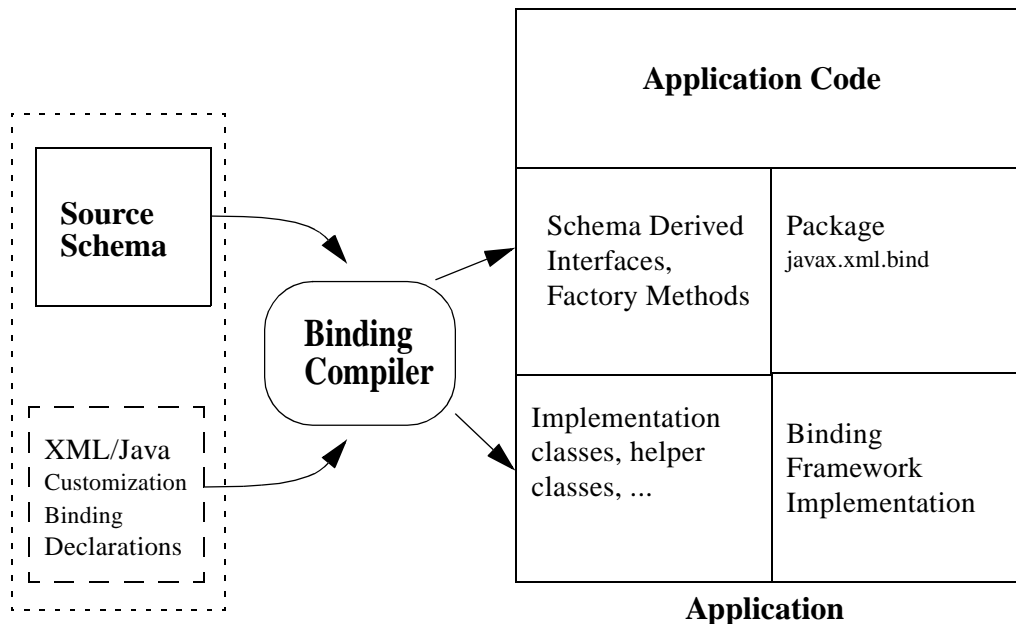 Application Code
Source
Schema
Schema Derived
Interfaces,
Factory Methods
Package
javax.xml.bind
Binding
Compiler
XML/Java
Customization
Binding
Declarations
Implementation
classes, helper
classes, ...
Binding
Framework
Implementation
Application